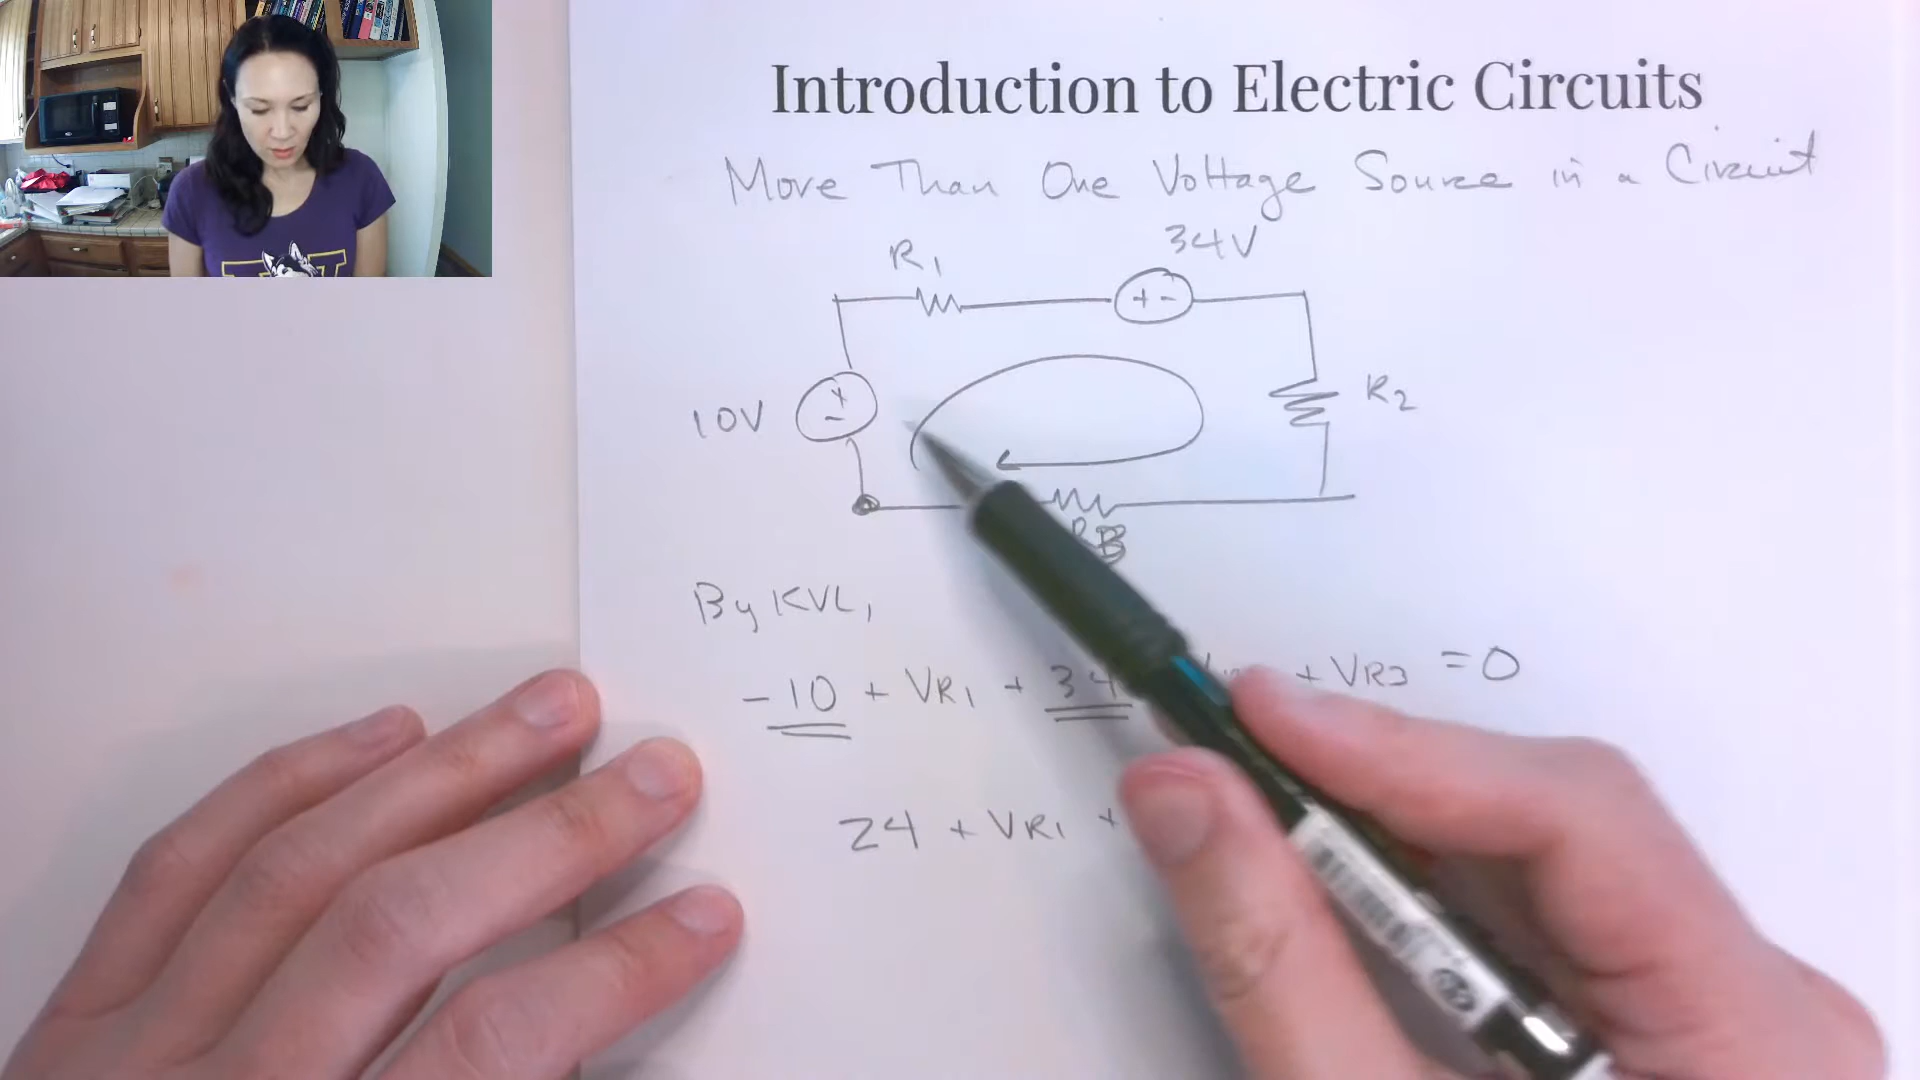 Introduction to Electric Circuits
More Than One Voltage Source in a Circuit
34V
R1
+ -
10V
+
-
R2
By KVL,
-10 + VR1 + 34 + VR3 = 0
24 + VR1 +